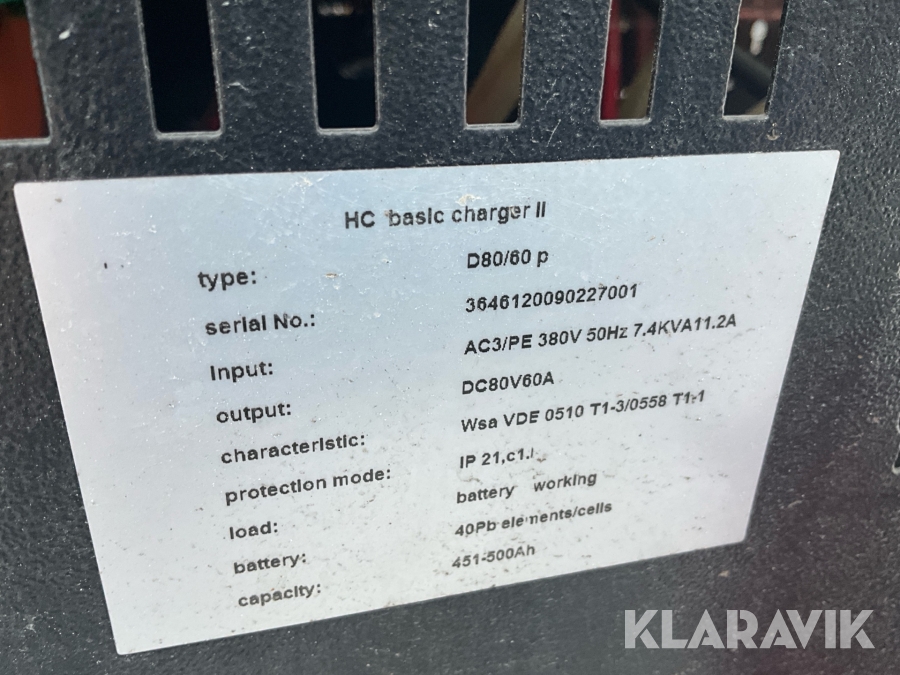 HC basic charger II
type: D80/60 p
serial No.: 3646120090227001
Input: AC3/PE 380V 50Hz 7.4KVA11.2A
output: DC80V60A
characteristic: Wsa VDE 0510 T1-3/0558 T1-1
protection mode: IP 21,c1.I
load: battery working
battery: 40Pb elements/cells
capacity: 451-500Ah
KLARAVIK